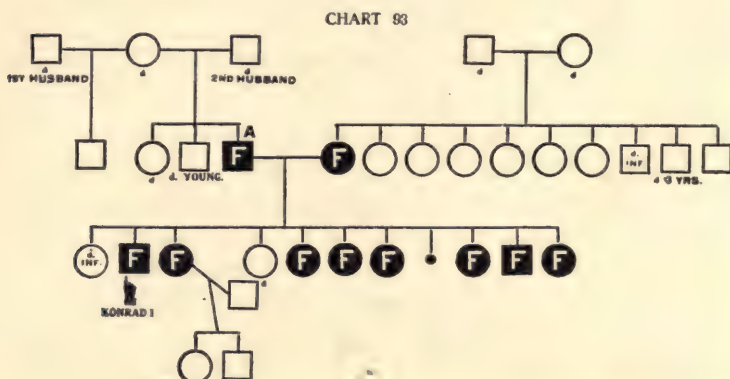 CHART 93
d d d d
1ST HUSBAND d 2ND HUSBAND
A
F F d. INF
d d. YOUNG. d 13 YRS.
d. INF. F F F F F F F F
d
KONRAD I